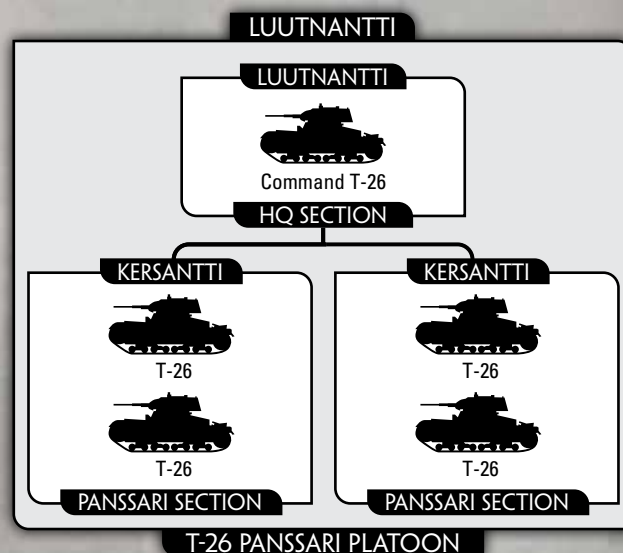 LUUTNANTTI
LUUTNANTTI
Command T-26
HQ SECTION
KERSANTTI
T-26
T-26
PANSSARI SECTION
KERSANTTI
T-26
T-26
PANSSARI SECTION
T-26 PANSSARI PLATOON